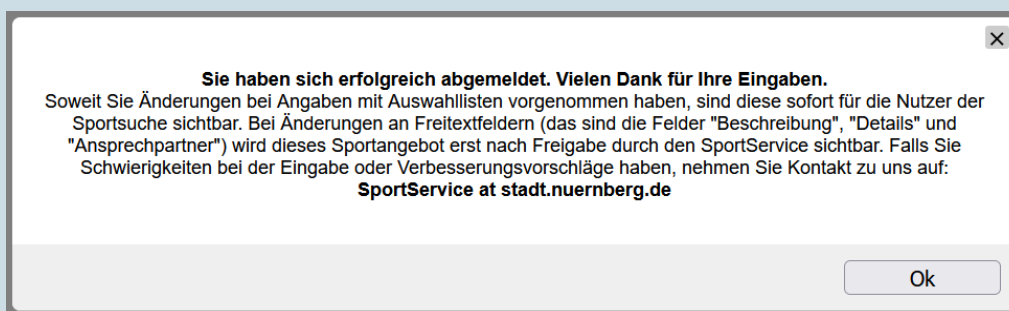 Sie haben sich erfolgreich abgemeldet. Vielen Dank für Ihre Eingaben.
Soweit Sie Änderungen bei Angaben mit Auswahllisten vorgenommen haben, sind diese sofort für die Nutzer der
Sportsuche sichtbar. Bei Änderungen an Freitextfeldern (das sind die Felder "Beschreibung", "Details" und
"Ansprechpartner") wird dieses Sportangebot erst nach Freigabe durch den SportService sichtbar. Falls Sie
Schwierigkeiten bei der Eingabe oder Verbesserungsvorschläge haben, nehmen Sie Kontakt zu uns auf:
SportService at stadt.nuernberg.de
Ok